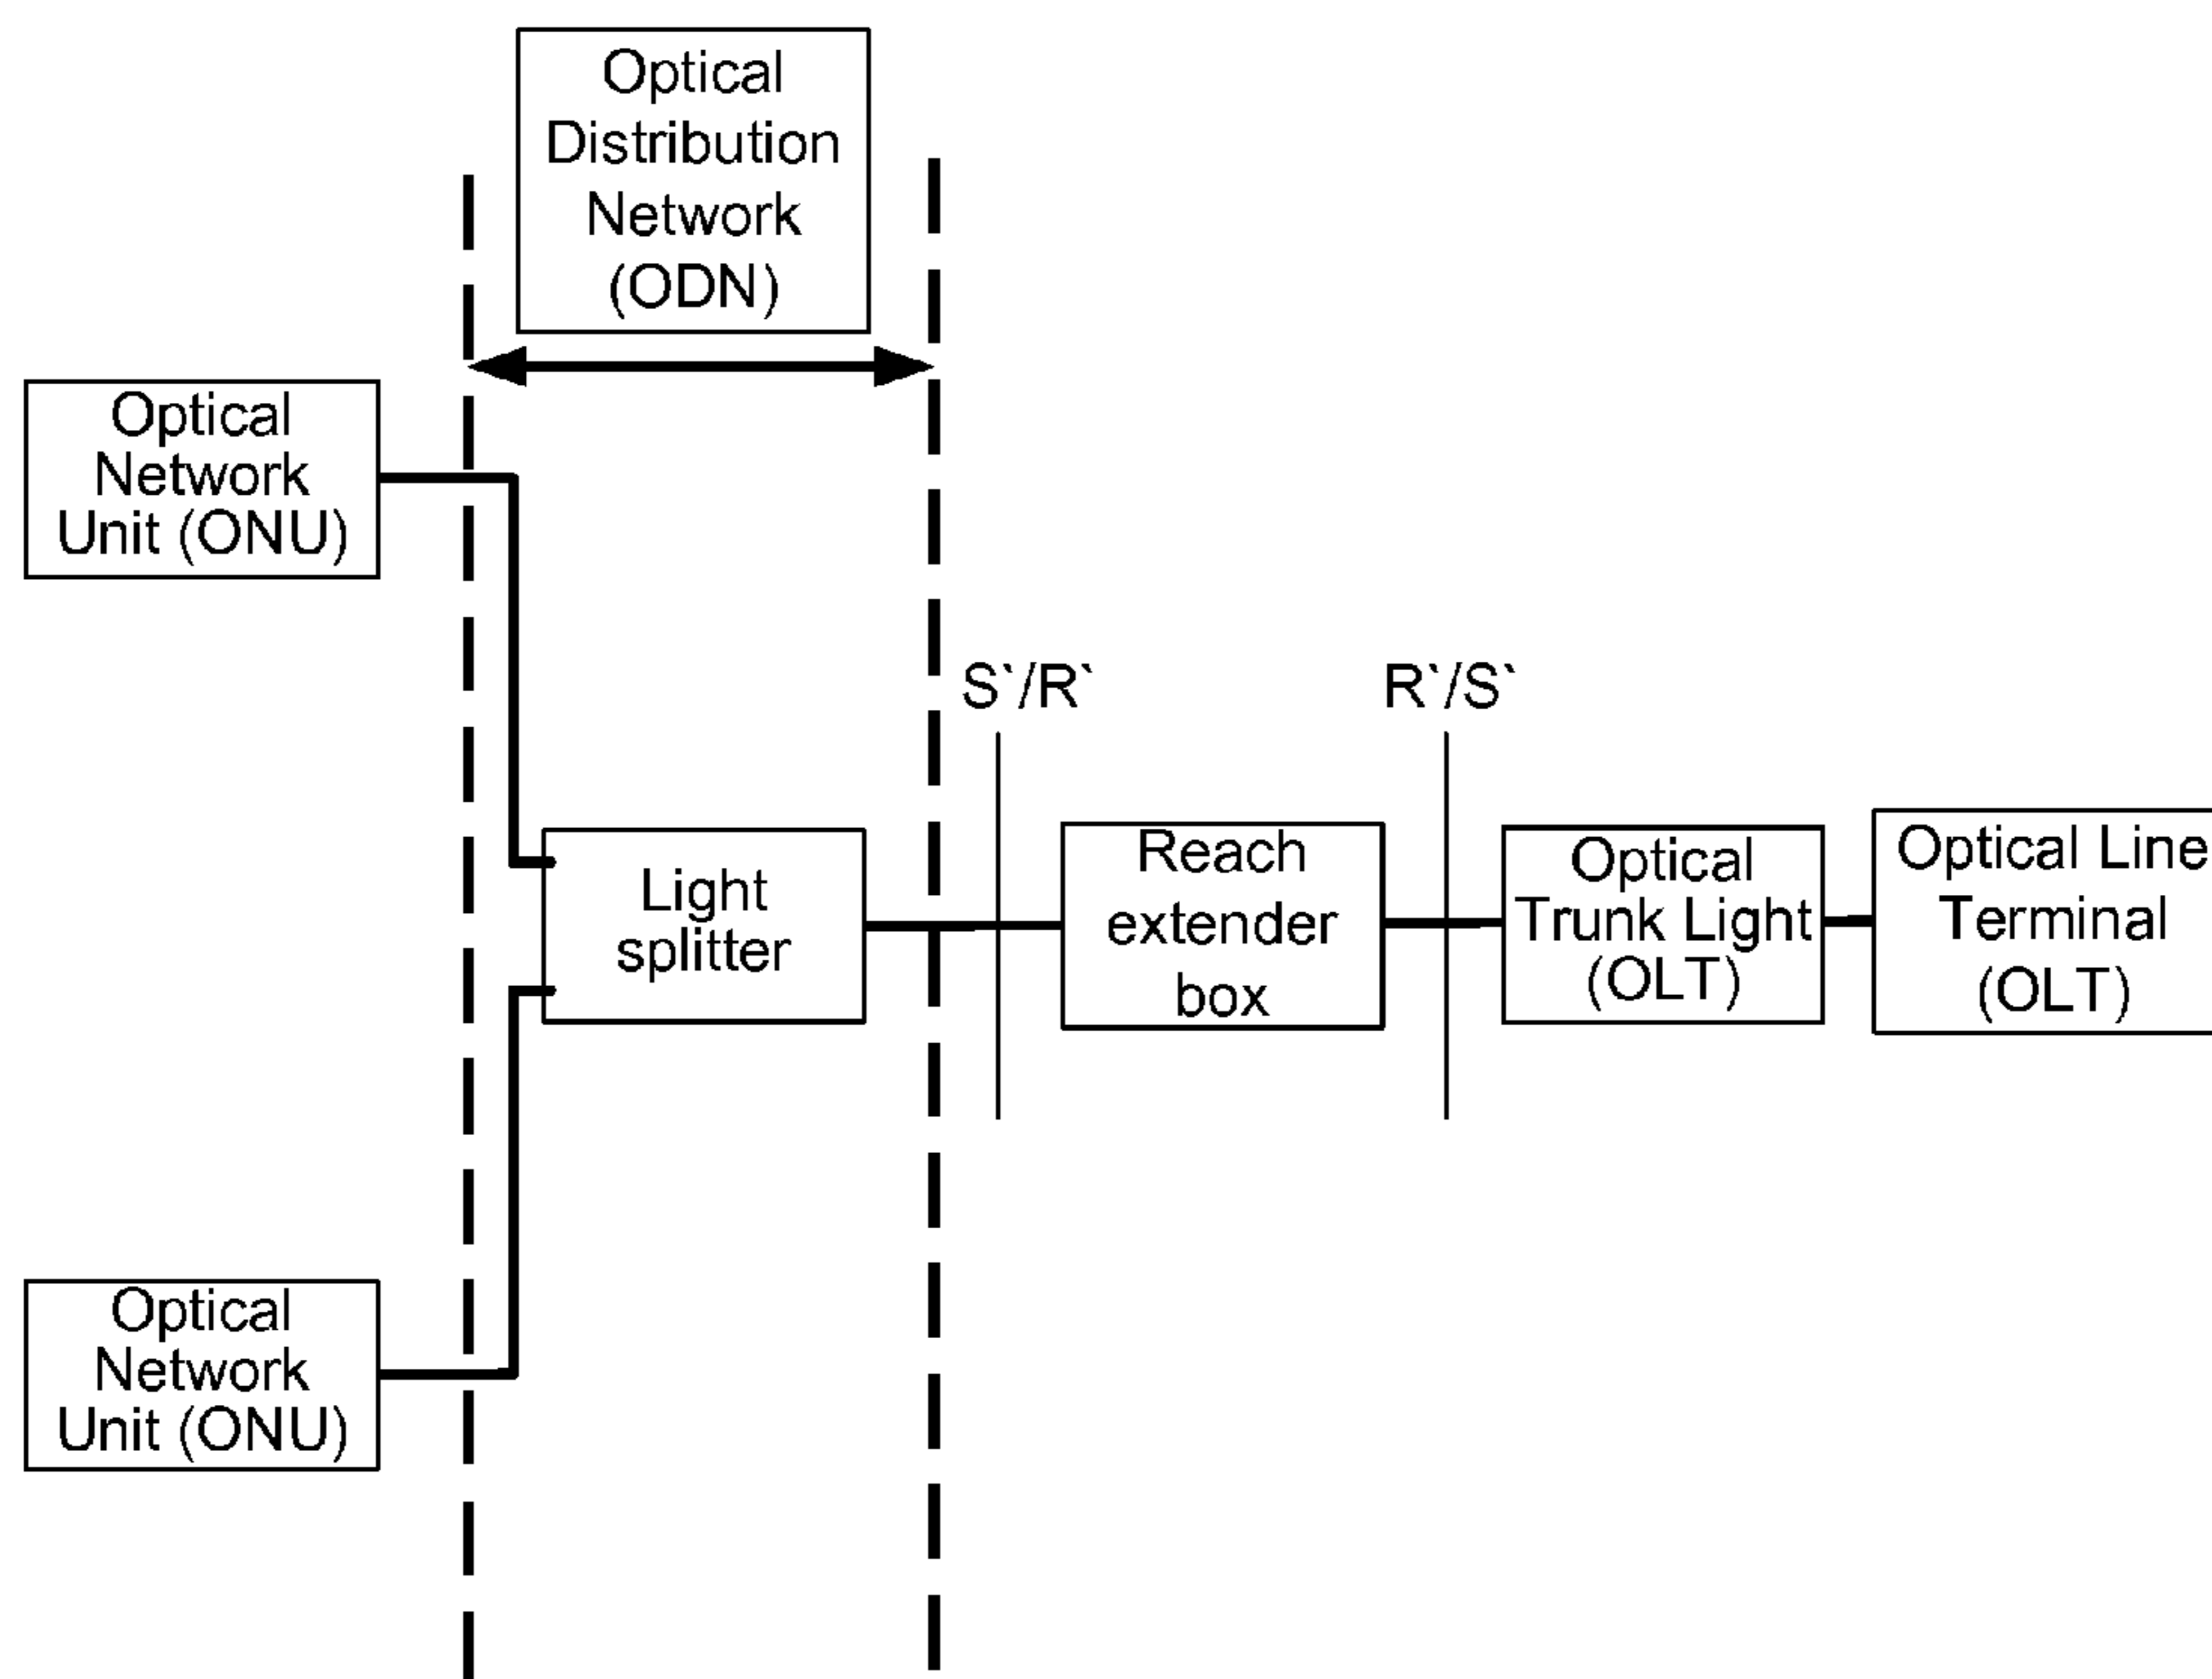 Optical
Distribution
Network
(ODN)
Optical
Network
Unit (ONU)
S`/R`
R`/S`
Light
splitter
Reach
extender
box
Optical
Trunk Light
(OLT)
Optical Line
Terminal
(OLT)
Optical
Network
Unit (ONU)